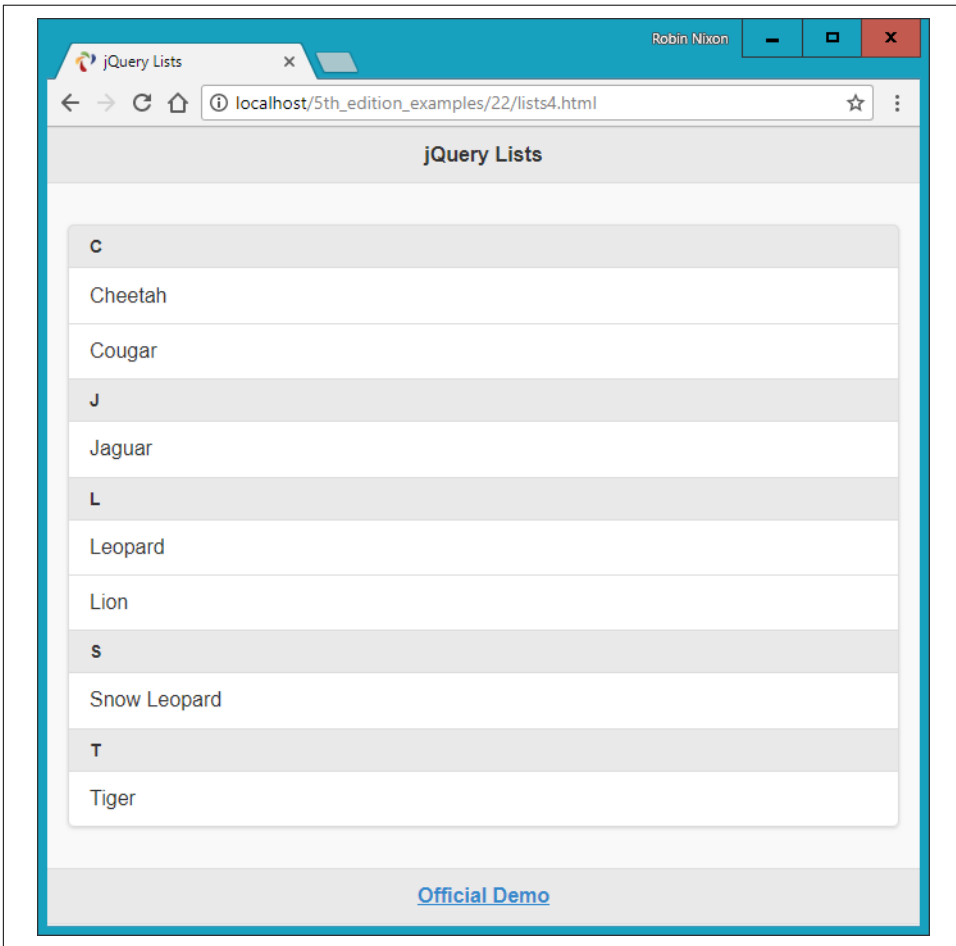 Robin Nixon
jQuery Lists
localhost/5th_edition_examples/22/lists4.html
jQuery Lists
C
Cheetah
Cougar
J
Jaguar
L
Leopard
Lion
S
Snow Leopard
T
Tiger
Official Demo